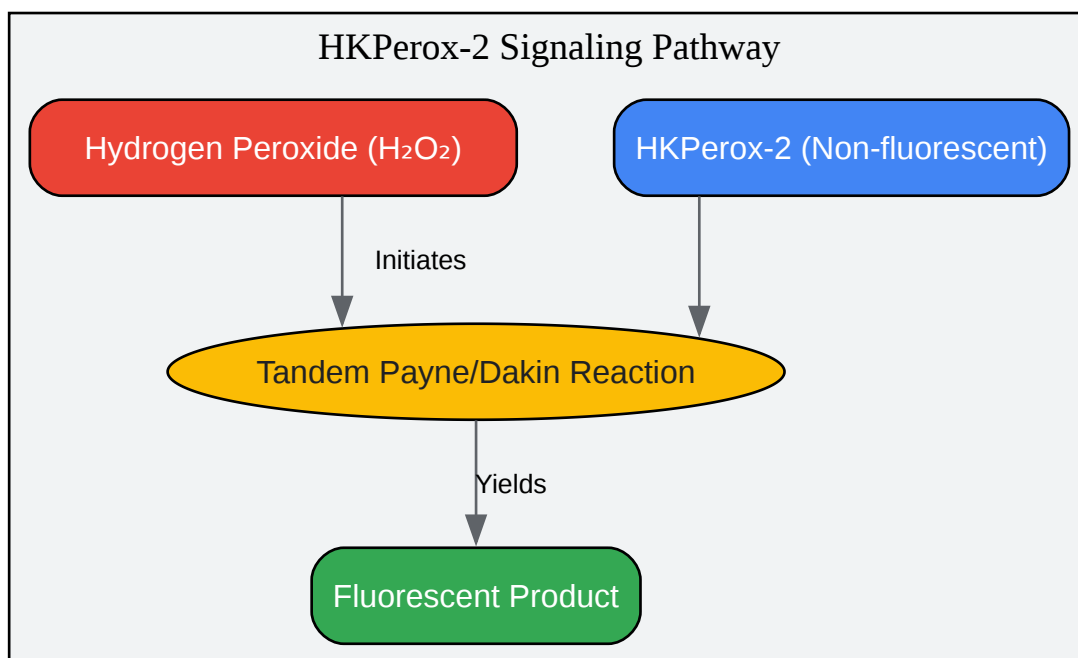 HKPerox-2 Signaling Pathway
Hydrogen Peroxide (H₂O₂)
HKPerox-2 (Non-fluorescent)
Initiates
Tandem Payne/Dakin Reaction
Yields
Fluorescent Product